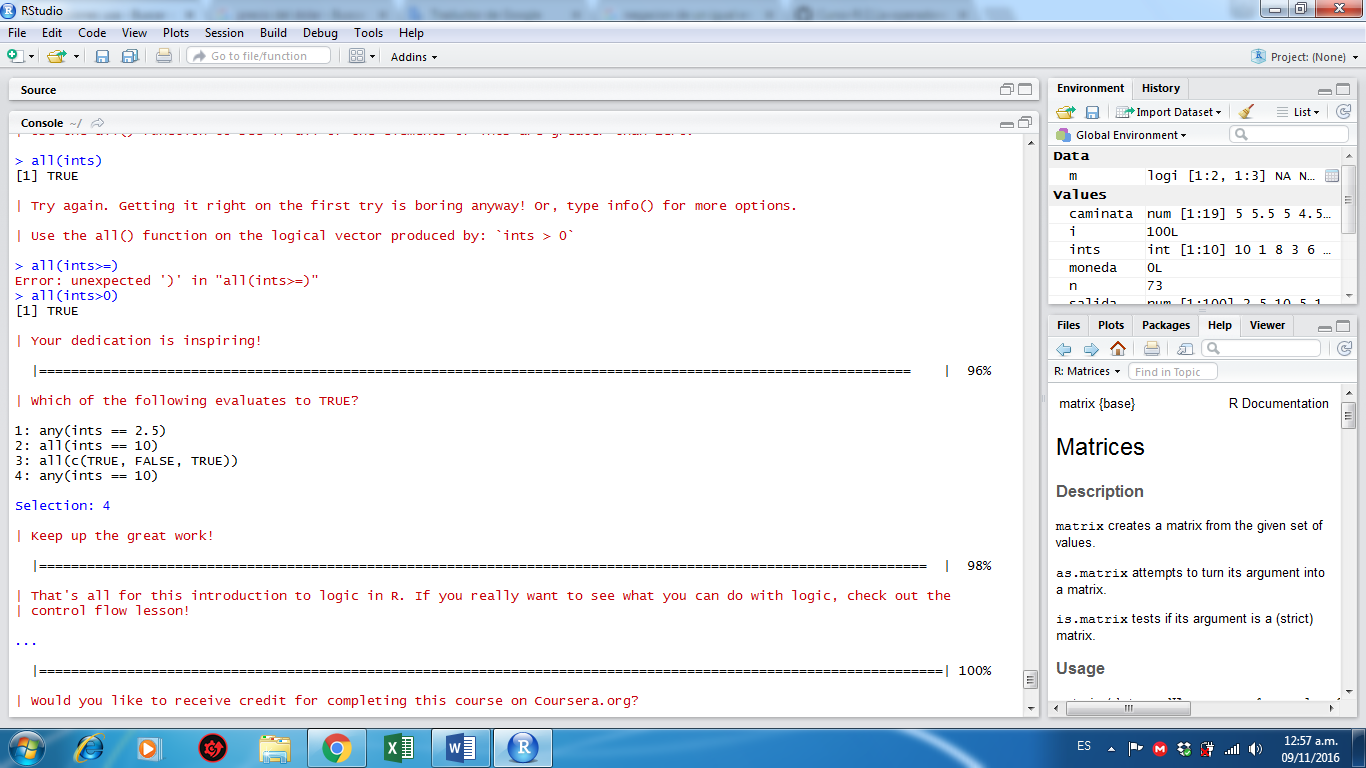 RStudio
File Edit Code View Plots Session Build Debug Tools Help
Go to file/function
Addins
Project: (None)
Source
Console ~/
> all(ints)
[1] TRUE
| Try again. Getting it right on the first try is boring anyway! Or, type info() for more options.
| Use the all() function on the logical vector produced by: `ints > 0`
> all(ints>=)
Error: unexpected ')' in "all(ints>=)"
> all(ints>0)
[1] TRUE
| Your dedication is inspiring!
|==============================================================================================================| 96%
| Which of the following evaluates to TRUE?
1: any(ints == 2.5)
2: all(ints == 10)
3: all(c(TRUE, FALSE, TRUE))
4: any(ints == 10)
Selection: 4
| Keep up the great work!
|================================================================================================================| 98%
| That's all for this introduction to logic in R. If you really want to see what you can do with logic, check out the
| control flow lesson!
...
|==================================================================================================================| 100%
| Would you like to receive credit for completing this course on Coursera.org?
Environment History
Import Dataset List
Global Environment
Data
m logi [1:2, 1:3] NA N...
Values
caminata num [1:19] 5 5.5 5 4.5...
i 100L
ints int [1:10] 10 1 8 3 6 ...
moneda 0L
n 73
salida num [1:100] 2 5 10 5 1
Files Plots Packages Help Viewer
R: Matrices Find in Topic
matrix {base} R Documentation
Matrices
Description
matrix creates a matrix from the given set of
values.
as.matrix attempts to turn its argument into
a matrix.
is.matrix tests if its argument is a (strict)
matrix.
Usage
ES
12:57 a.m.
09/11/2016